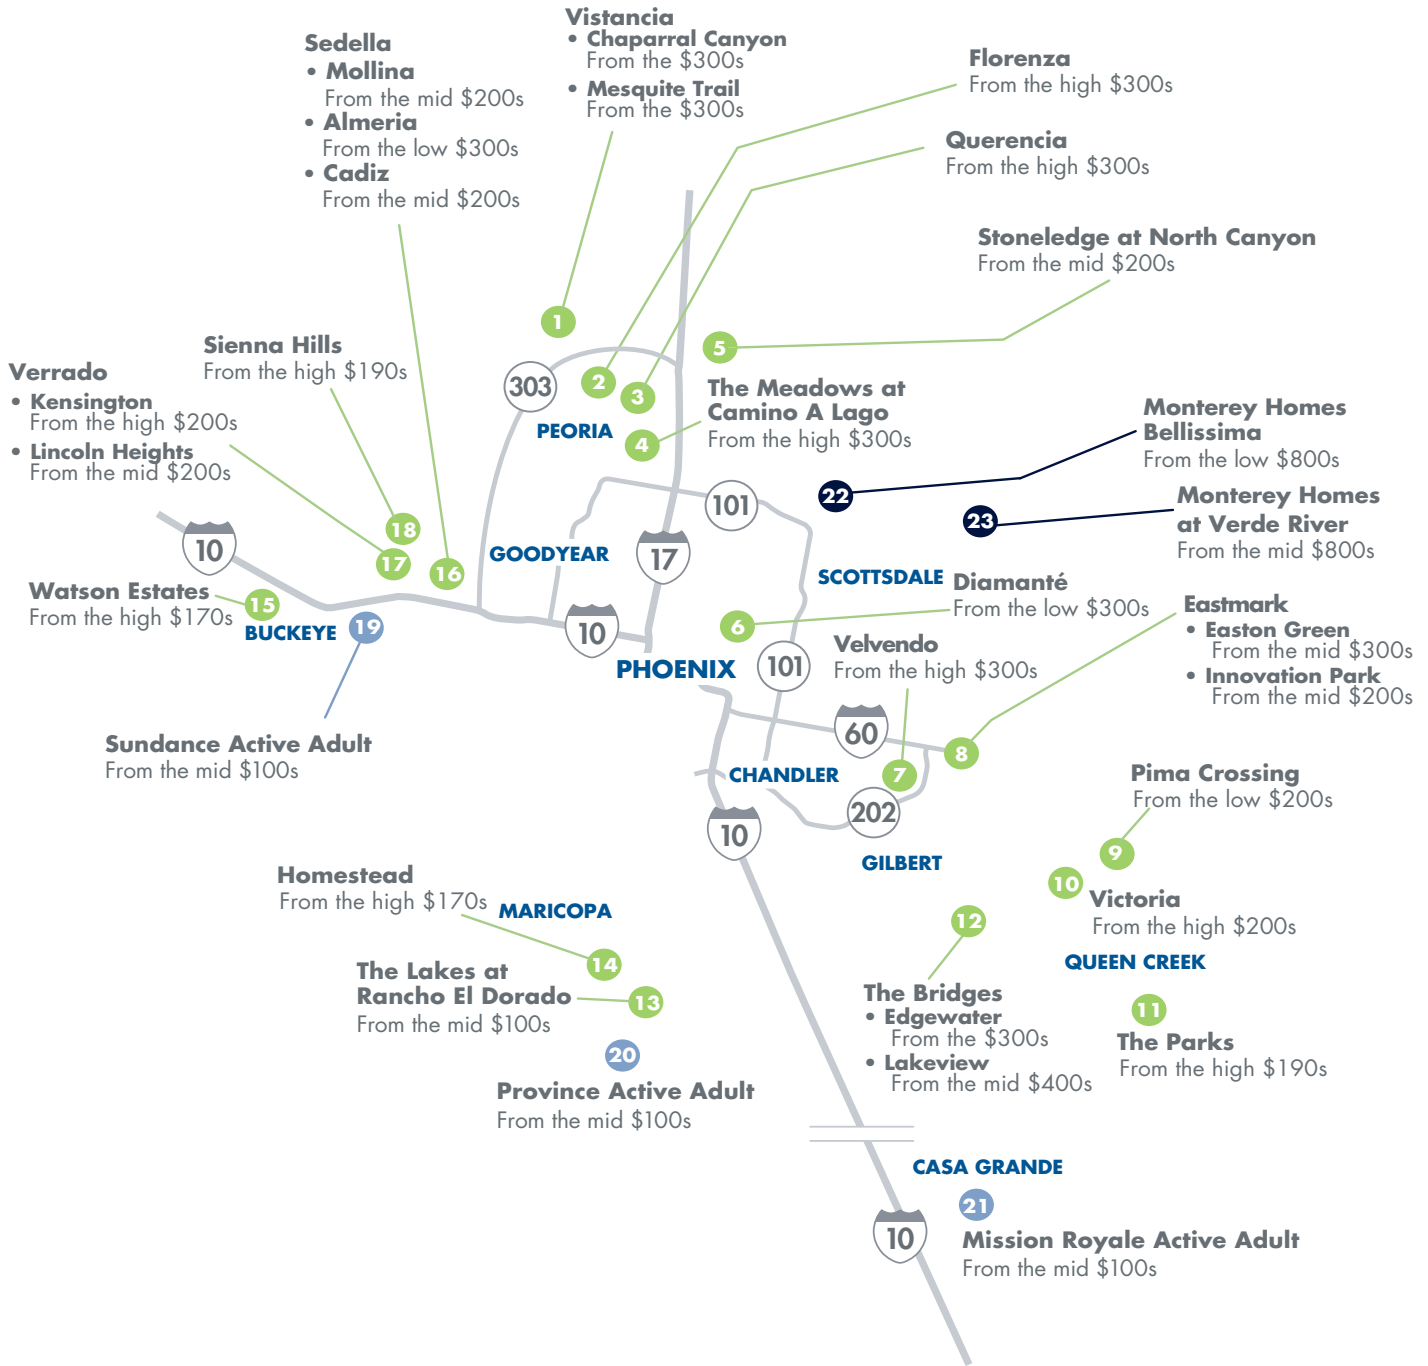 Vistancia
• Chaparral Canyon
From the $300s
• Mesquite Trail
From the $300s
Sedella
• Mollina
From the mid $200s
• Almeria
From the low $300s
• Cadiz
From the mid $200s
Florenza
From the high $300s
Querencia
From the high $300s
Stoneledge at North Canyon
From the mid $200s
1
5
Sienna Hills
From the high $190s
Verrado
• Kensington
From the high $200s
• Lincoln Heights
From the mid $200s
303
2
3
PEORIA
4
The Meadows at
Camino A Lago
From the high $300s
Monterey Homes
Bellissima
From the low $800s
22
Monterey Homes
at Verde River
From the mid $800s
23
101
10
18
17
16
GOODYEAR
17
SCOTTSDALE
Diamanté
From the low $300s
Watson Estates
From the high $170s
15
BUCKEYE
19
10
6
Eastmark
• Easton Green
From the mid $300s
• Innovation Park
From the mid $200s
Velvendo
From the high $300s
PHOENIX
101
60
Sundance Active Adult
From the mid $100s
CHANDLER
7
8
202
10
Pima Crossing
From the low $200s
9
GILBERT
10
Victoria
From the high $200s
Homestead
From the high $170s
MARICOPA
12
14
QUEEN CREEK
The Lakes at
Rancho El Dorado
From the mid $100s
13
The Bridges
• Edgewater
From the $300s
• Lakeview
From the mid $400s
11
The Parks
From the high $190s
20
Province Active Adult
From the mid $100s
CASA GRANDE
21
10
Mission Royale Active Adult
From the mid $100s